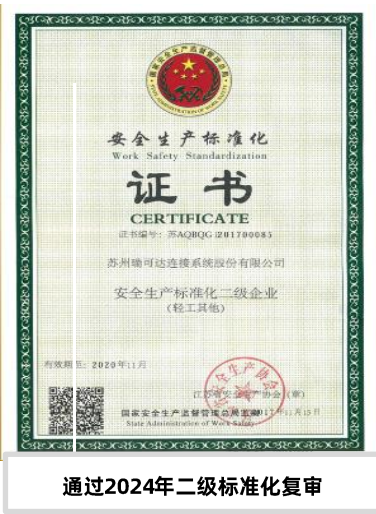 安全生产标准化
Work Safety Standardization
证书
CERTIFICATE
证书编号：苏AQBQG 201700085
苏州瑞可达连接系统股份有限公司
安全生产标准化二级企业
（轻工其他）
有效期至：2020年11月
国家安全生产监督管理总局监制
State Administration of Work Safety
通过2024年二级标准化复审